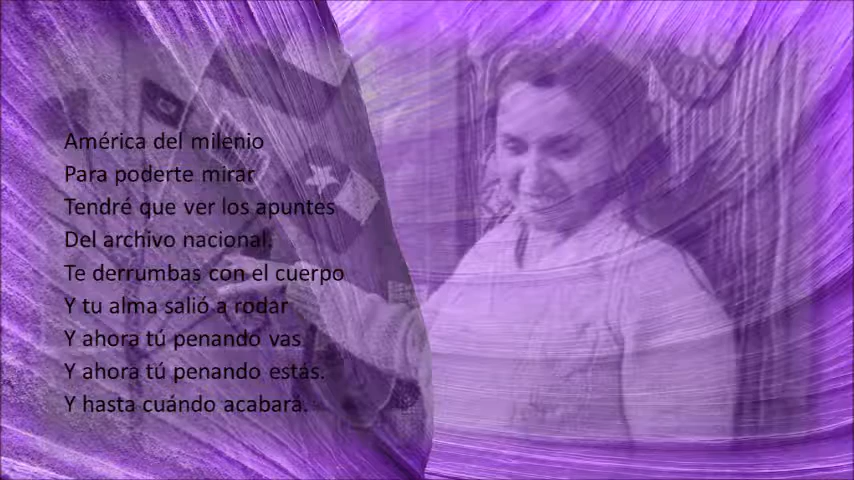 América del milenio
Para poderte mirar
Tendré que ver los apuntes
Del archivo nacional.
Te derrumbas con el cuerpo
Y tu alma salió a rodar
Y ahora tú penando vas
Y ahora tú penando estás.
Y hasta cuándo acabará.